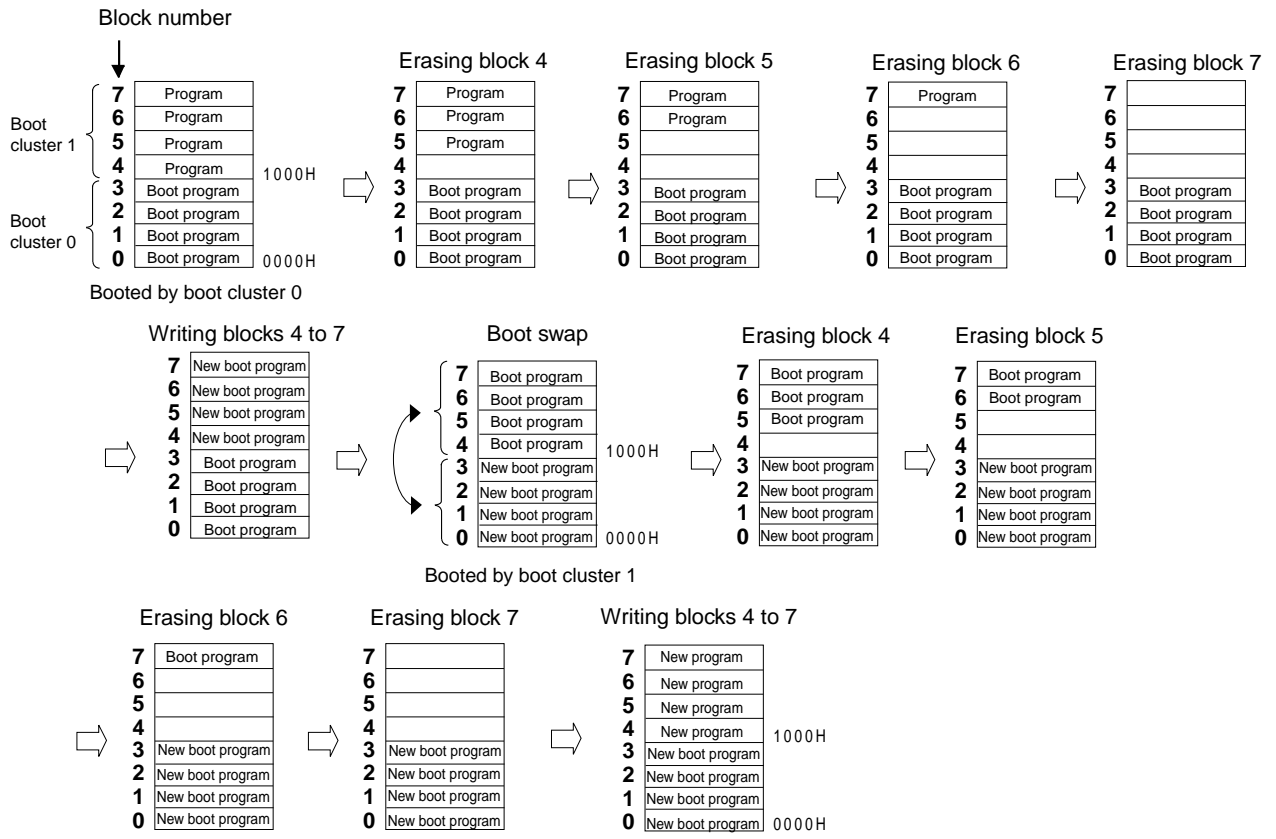 Block number
7 Program
6 Program
5 Program
4 Program
3 Boot program
2 Boot program
1 Boot program
0 Boot program
Boot
cluster 1
Boot
cluster 0
1000H
0000H
Booted by boot cluster 0
Erasing block 4
7 Program
6 Program
5 Program
4
3 Boot program
2 Boot program
1 Boot program
0 Boot program
Erasing block 5
7 Program
6 Program
5
4
3 Boot program
2 Boot program
1 Boot program
0 Boot program
Erasing block 6
7 Program
6
5
4
3 Boot program
2 Boot program
1 Boot program
0 Boot program
Erasing block 7
7
6
5
4
3 Boot program
2 Boot program
1 Boot program
0 Boot program
Writing blocks 4 to 7
7 New boot program
6 New boot program
5 New boot program
4 New boot program
3 Boot program
2 Boot program
1 Boot program
0 Boot program
Boot swap
7 Boot program
6 Boot program
5 Boot program
4 Boot program
1000H
3 New boot program
2 New boot program
1 New boot program
0 New boot program
0000H
Booted by boot cluster 1
Erasing block 4
7 Boot program
6 Boot program
5 Boot program
4
3 New boot program
2 New boot program
1 New boot program
0 New boot program
Erasing block 5
7 Boot program
6 Boot program
5
4
3 New boot program
2 New boot program
1 New boot program
0 New boot program
Erasing block 6
7 Boot program
6
5
4
3 New boot program
2 New boot program
1 New boot program
0 New boot program
Erasing block 7
7
6
5
4
3 New boot program
2 New boot program
1 New boot program
0 New boot program
Writing blocks 4 to 7
7 New program
6 New program
5 New program
4 New program
1000H
3 New boot program
2 New boot program
1 New boot program
0 New boot program
0000H